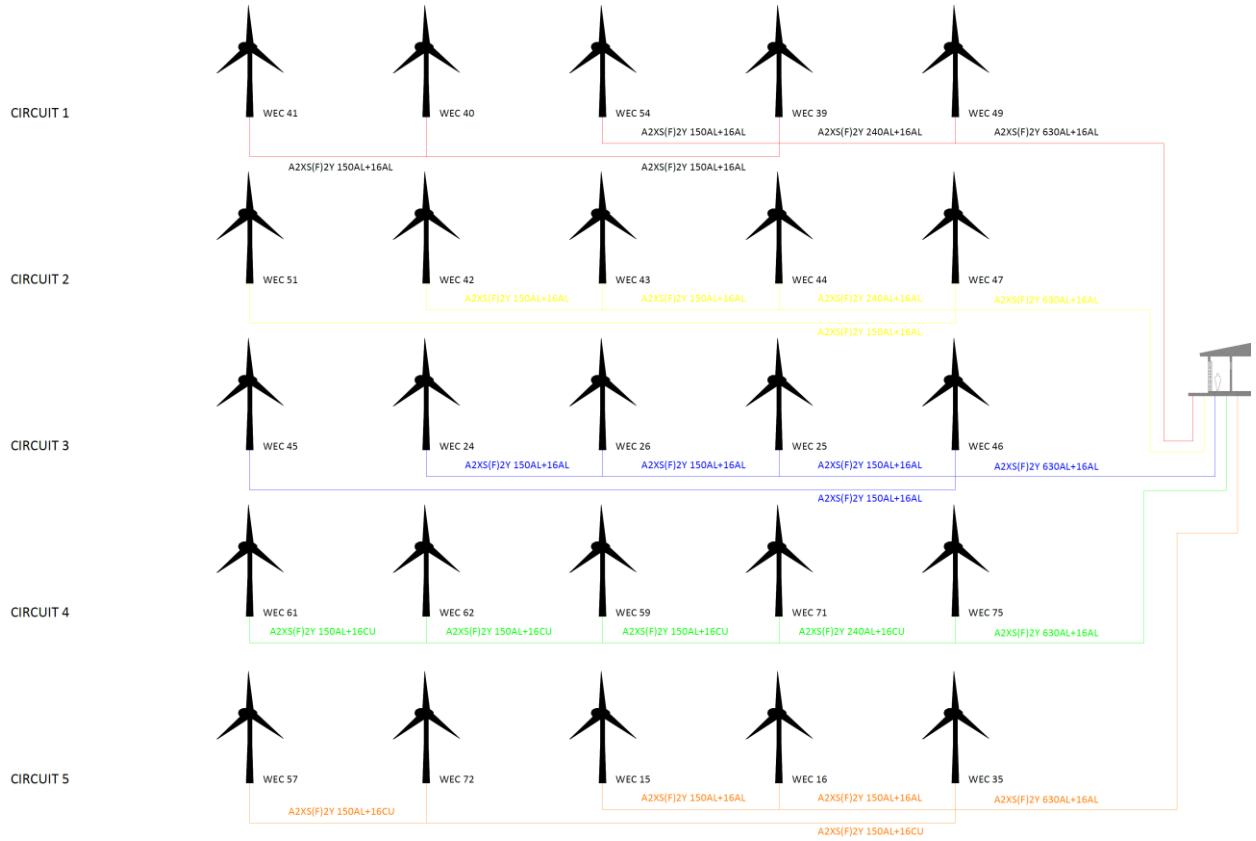 CIRCUIT 1
WEC 41
WEC 40
WEC 54
WEC 39
WEC 49
A2XS(F)2Y 150AL+16AL
A2XS(F)2Y 240AL+16AL
A2XS(F)2Y 630AL+16AL
A2XS(F)2Y 150AL+16AL
A2XS(F)2Y 150AL+16AL
CIRCUIT 2
WEC 51
WEC 42
WEC 43
WEC 44
WEC 47
A2XS(F)2Y 150AL+16AL
A2XS(F)2Y 150AL+16AL
A2XS(F)2Y 240AL+16AL
A2XS(F)2Y 630AL+16AL
A2XS(F)2Y 150AL+16AL
CIRCUIT 3
WEC 45
WEC 24
WEC 26
WEC 25
WEC 46
A2XS(F)2Y 150AL+16AL
A2XS(F)2Y 150AL+16AL
A2XS(F)2Y 150AL+16AL
A2XS(F)2Y 630AL+16AL
A2XS(F)2Y 150AL+16AL
CIRCUIT 4
WEC 61
WEC 62
WEC 59
WEC 71
WEC 75
A2XS(F)2Y 150AL+16CU
A2XS(F)2Y 150AL+16CU
A2XS(F)2Y 150AL+16CU
A2XS(F)2Y 240AL+16CU
A2XS(F)2Y 630AL+16AL
CIRCUIT 5
WEC 57
WEC 72
WEC 15
WEC 16
WEC 35
A2XS(F)2Y 150AL+16CU
A2XS(F)2Y 150AL+16AL
A2XS(F)2Y 150AL+16AL
A2XS(F)2Y 630AL+16AL
A2XS(F)2Y 150AL+16CU